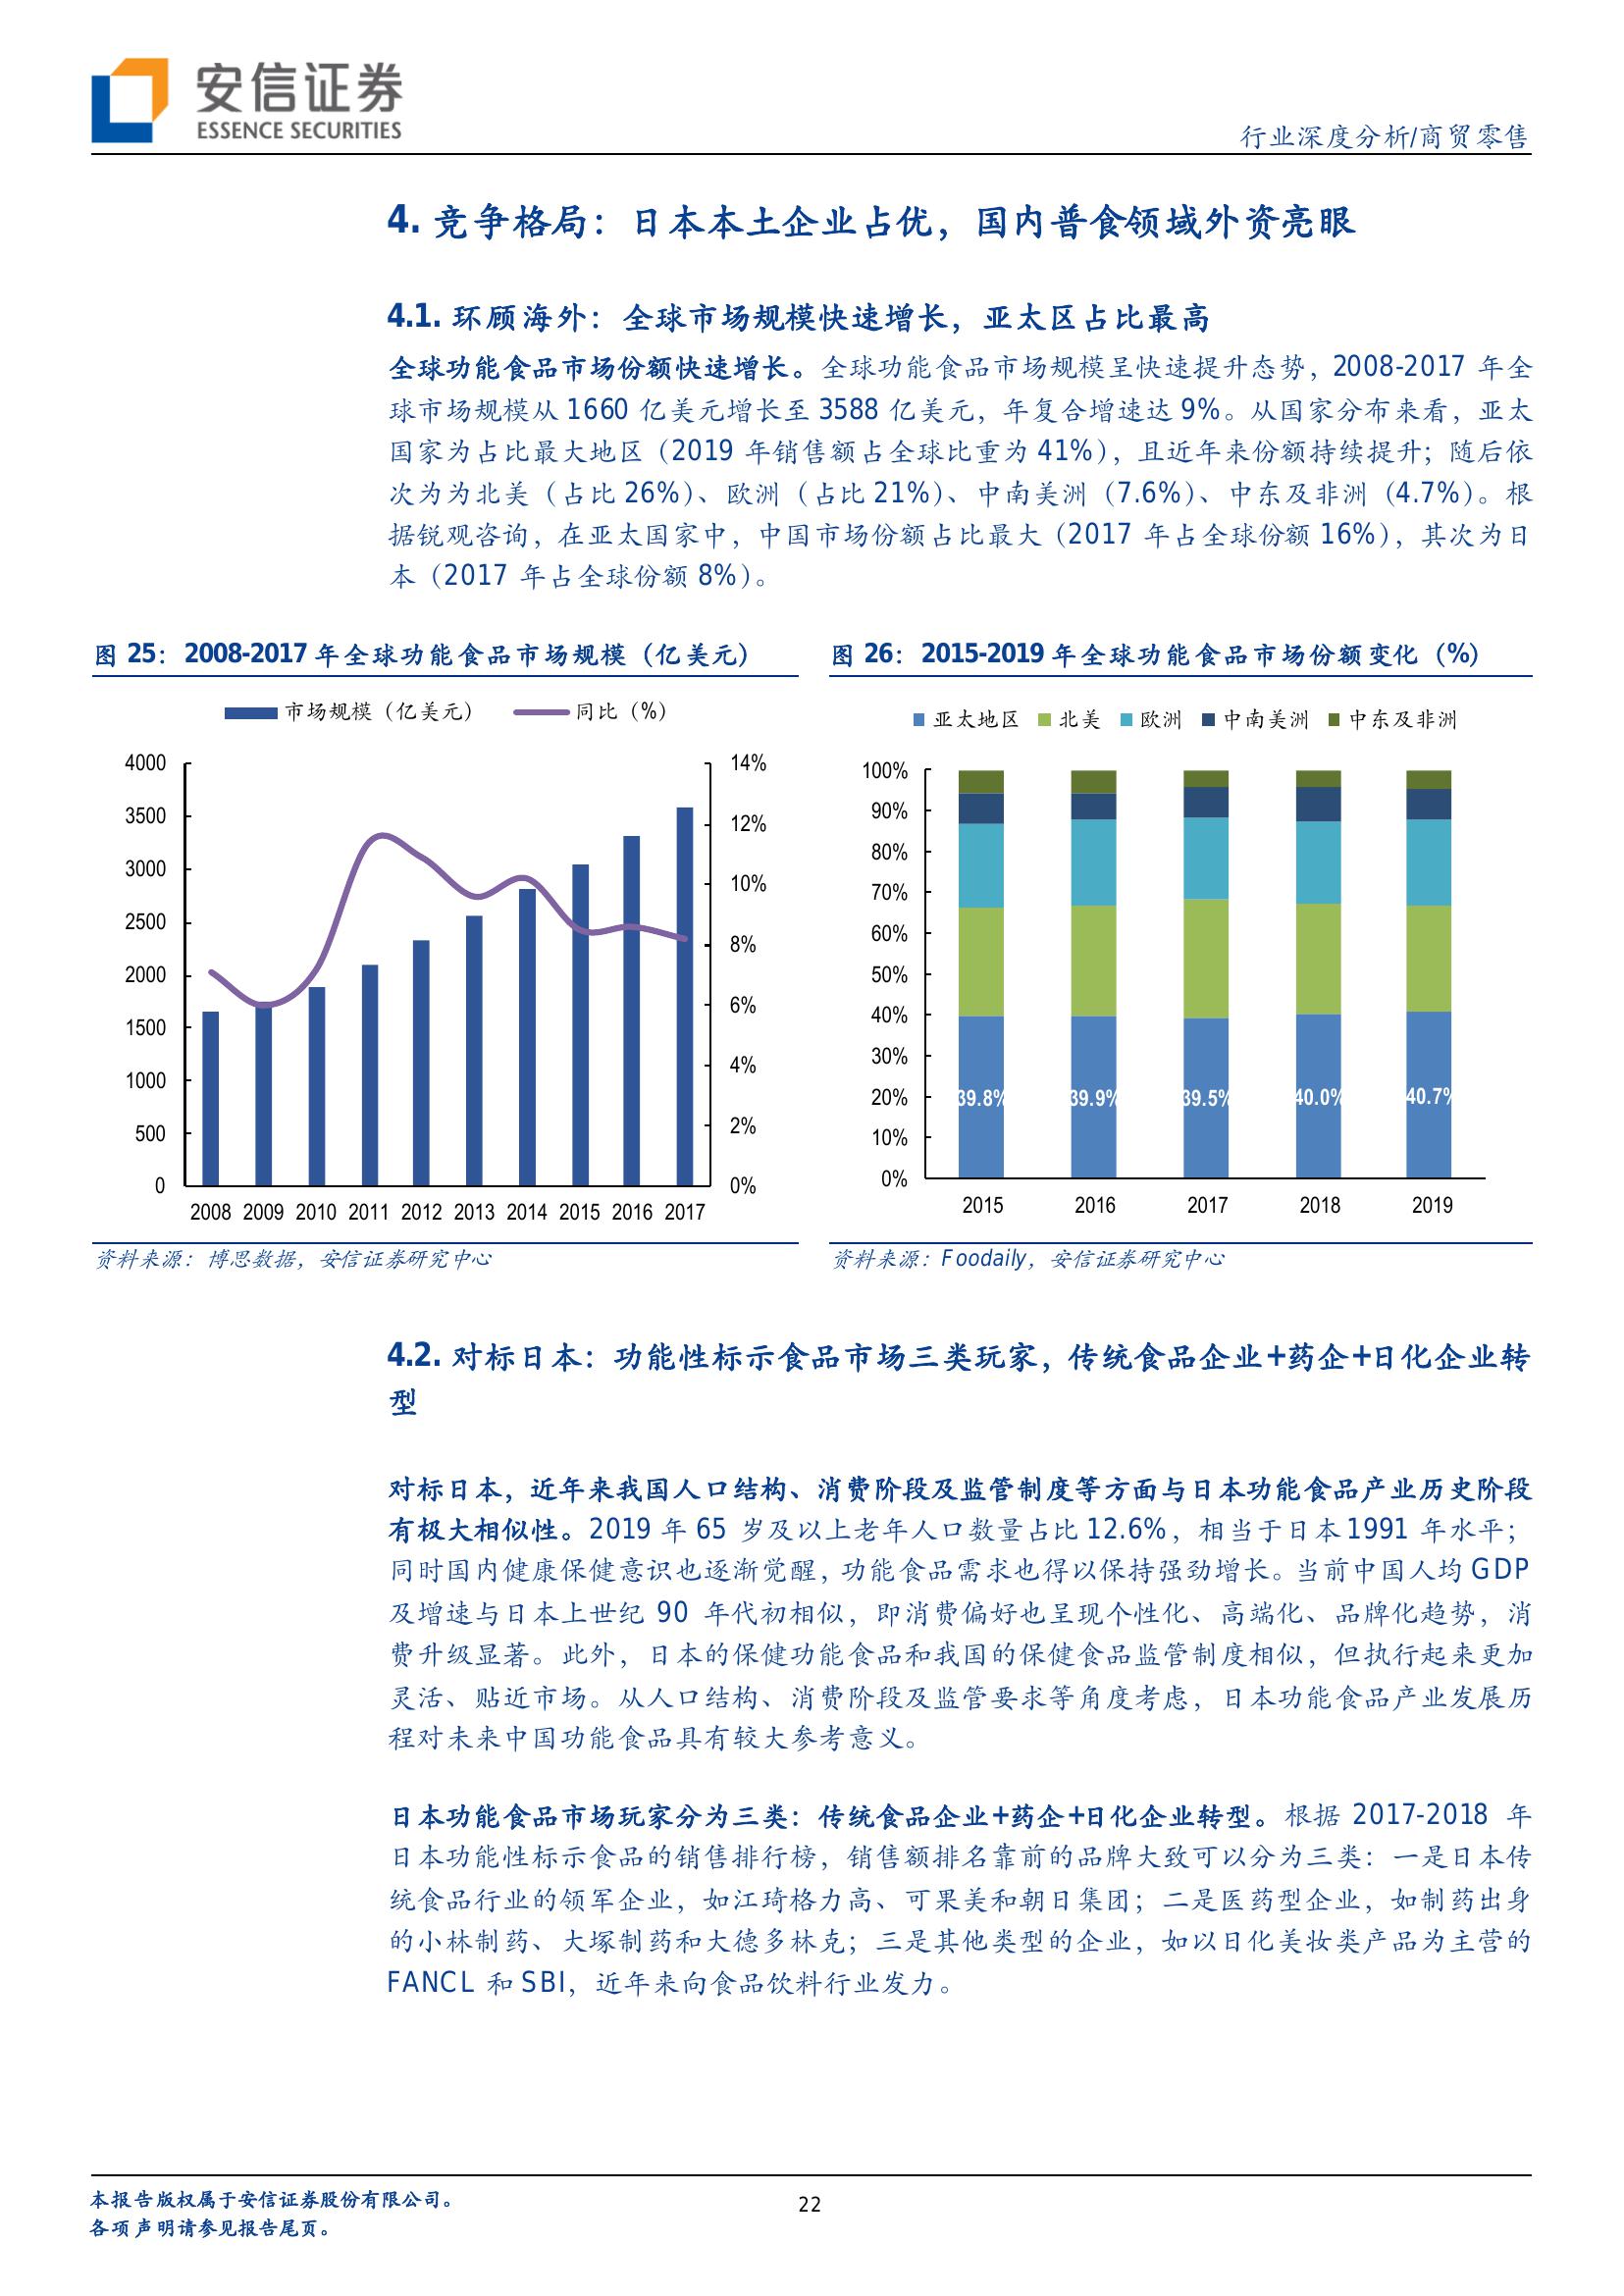 安信证券
ESSENCE SECURITIES
行业深度分析/商贸零售
4. 竞争格局：日本本土企业占优，国内普食领域外资亮眼
4.1. 环顾海外：全球市场规模快速增长，亚太区占比最高
全球功能食品市场份额快速增长。全球功能食品市场规模呈快速提升态势，2008-2017 年全
球市场规模从 1660 亿美元增长至 3588 亿美元，年复合增速达 9%。从国家分布来看，亚太
国家为占比最大地区（2019 年销售额占全球比重为 41%），且近年来份额持续提升；随后依
次为为北美（占比 26%）、欧洲（占比 21%）、中南美洲（7.6%）、中东及非洲（4.7%）。根
据锐观咨询，在亚太国家中，中国市场份额占比最大（2017 年占全球份额 16%），其次为日
本（2017 年占全球份额 8%）。
图 25：2008-2017 年全球功能食品市场规模（亿美元）
市场规模（亿美元） 同比（%）
4000 14%
3500 12%
3000 10%
2500 8%
2000 6%
1500 4%
1000 2%
500 0%
0
2008 2009 2010 2011 2012 2013 2014 2015 2016 2017
资料来源：博思数据，安信证券研究中心
图 26：2015-2019 年全球功能食品市场份额变化（%）
亚太地区 北美 欧洲 中南美洲 中东及非洲
100%
90%
80%
70%
60%
50%
40%
30%
20%
10%
0%
39.8% 39.9% 39.5% 40.0% 40.7%
2015 2016 2017 2018 2019
资料来源：Foodaily，安信证券研究中心
4.2. 对标日本：功能性标示食品市场三类玩家，传统食品企业+药企+日化企业转
型
对标日本，近年来我国人口结构、消费阶段及监管制度等方面与日本功能食品产业历史阶段
有极大相似性。2019 年 65 岁及以上老年人口数量占比 12.6%，相当于日本 1991 年水平；
同时国内健康保健意识也逐渐觉醒，功能食品需求也得以保持强劲增长。当前中国人均 GDP
及增速与日本上世纪 90 年代初相似，即消费偏好也呈现个性化、高端化、品牌化趋势，消
费升级显著。此外，日本的保健功能食品和我国的保健食品监管制度相似，但执行起来更加
灵活、贴近市场。从人口结构、消费阶段及监管要求等角度考虑，日本功能食品产业发展历
程对未来中国功能食品具有较大参考意义。
日本功能食品市场玩家分为三类：传统食品企业+药企+日化企业转型。根据 2017-2018 年
日本功能性标示食品的销售排行榜，销售额排名靠前的品牌大致可以分为三类：一是日本传
统食品行业的领军企业，如江琦格力高、可果美和朝日集团；二是医药型企业，如制药出身
的小林制药、大塚制药和大德多林克；三是其他类型的企业，如以日化美妆类产品为主营的
FANCL 和 SBI，近年来向食品饮料行业发力。
本报告版权属于安信证券股份有限公司。
各项声明请参见报告尾页。
22